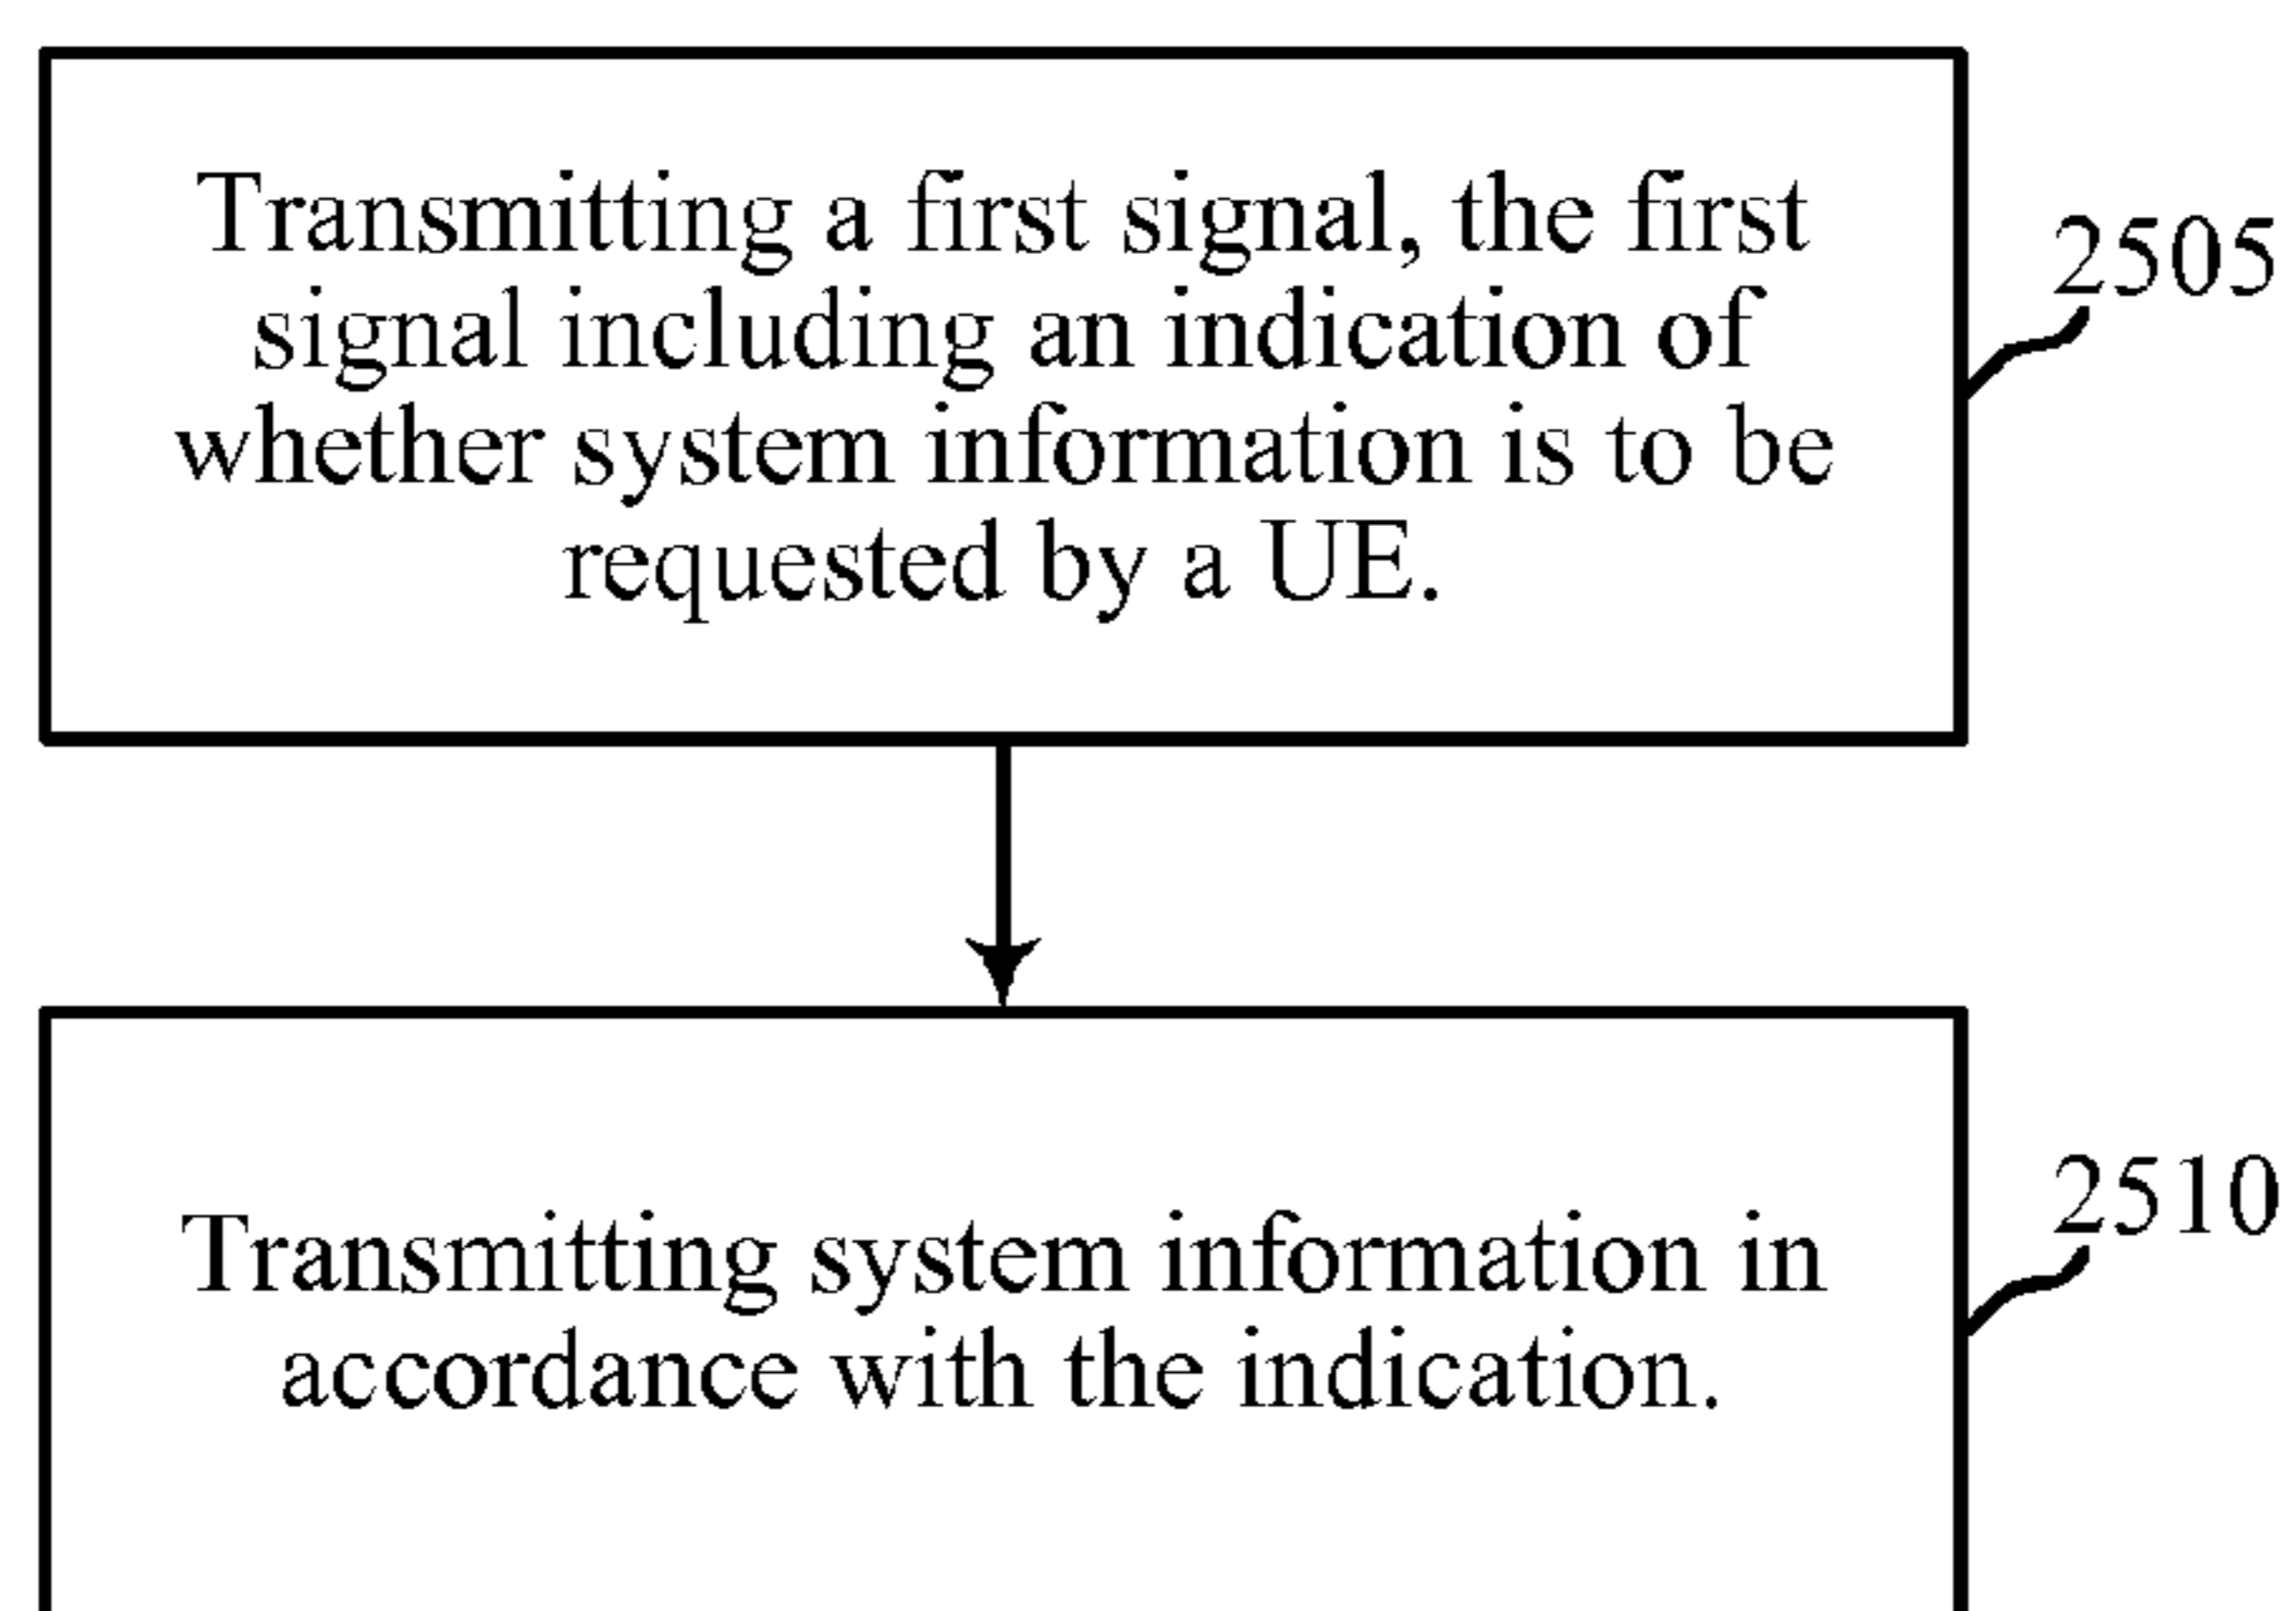 Transmitting a first signal, the first
signal including an indication of
whether system information is to be
requested by a UE.
2505
Transmitting system information in
accordance with the indication.
2510